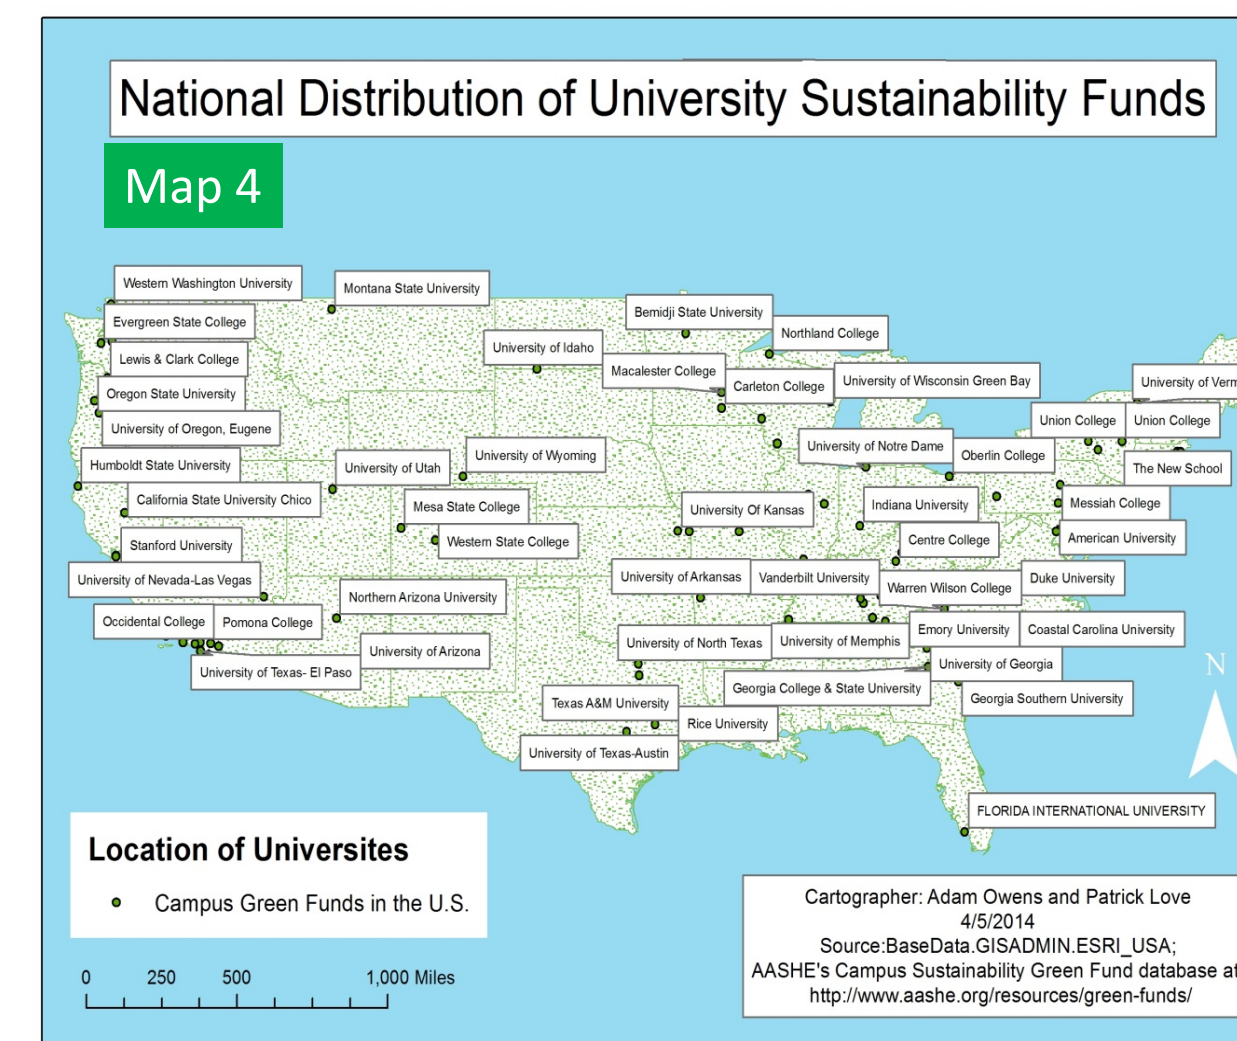 National Distribution of University Sustainability Funds
Map 4
Western Washington University
Montana State University
Evergreen State College
Bemidji State University
Northland College
University of Idaho
Lewis & Clark College
Macalester College
Carleton College
University of Wisconsin Green Bay
University of Verm
Oregon State University
University of Oregon, Eugene
Union College
Union College
University of Notre Dame
Oberlin College
Humboldt State University
University of Utah
University of Wyoming
The New School
California State University Chico
Mesa State College
University Of Kansas
Indiana University
Messiah College
Stanford University
Western State College
Centre College
American University
University of Nevada-Las Vegas
University of Arkansas
Vanderbilt University
Warren Wilson College
Duke University
Northern Arizona University
Occidental College
Pomona College
University of Arizona
University of North Texas
University of Memphis
Emory University
Coastal Carolina University
University of Texas- El Paso
University of Georgia
Georgia College & State University
Georgia Southern University
Texas A&M University
Rice University
University of Texas-Austin
N
FLORIDA INTERNATIONAL UNIVERSITY
Location of Universites
Campus Green Funds in the U.S.
0 250 500 1,000 Miles
Cartographer: Adam Owens and Patrick Love
4/5/2014
Source:BaseData.GISADMIN.ESRI_USA;
AASHE's Campus Sustainability Green Fund database at
http://www.aashe.org/resources/green-funds/